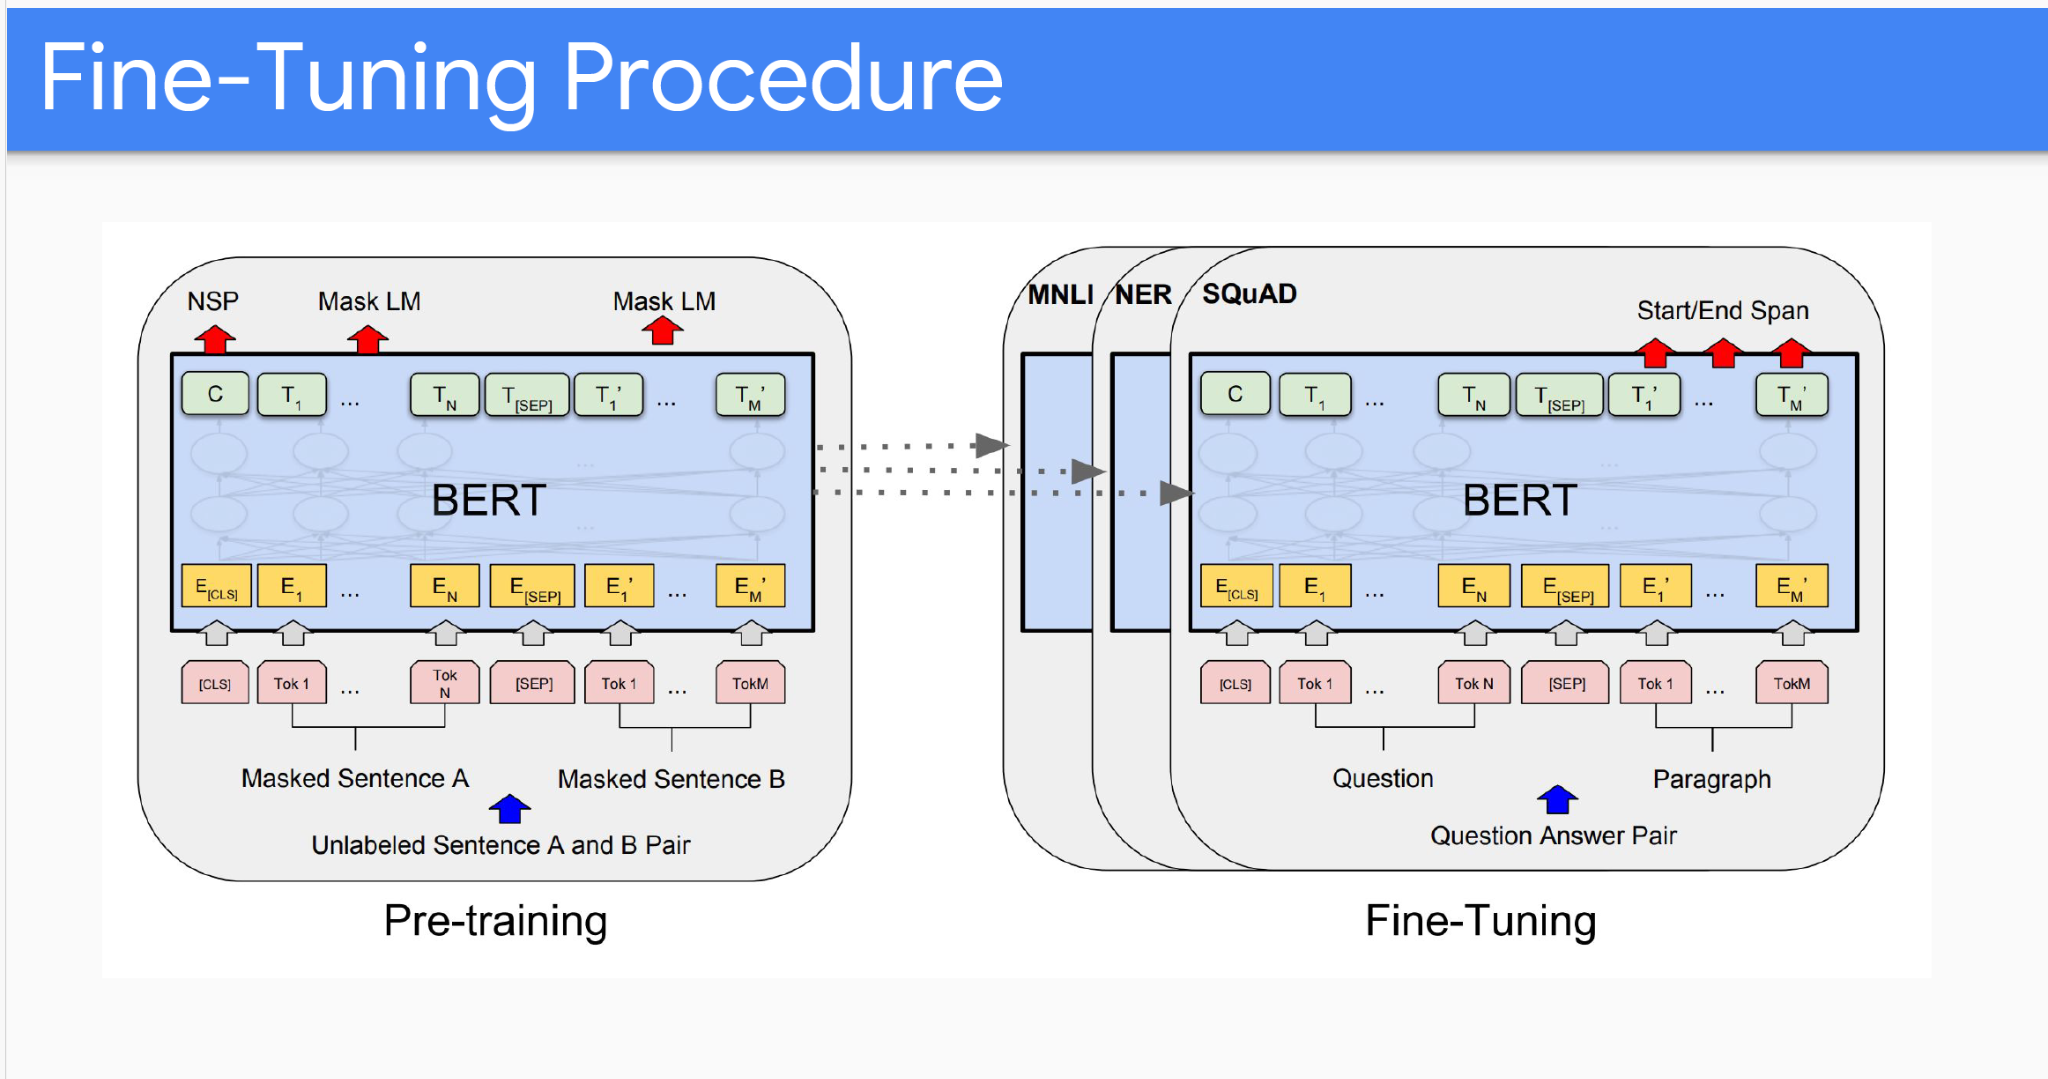 Fine-Tuning Procedure
NSP
Mask LM
Mask LM
C
T1
...
TN
T[SEP]
T1’
...
TM’
...
BERT
...
E[CLS]
E1
...
EN
E[SEP]
E1’
...
EM’
[CLS]
Tok 1
...
Tok
N
[SEP]
Tok 1
...
TokM
Masked Sentence A
Masked Sentence B
Unlabeled Sentence A and B Pair
Pre-training
MNLI
NER
SQuAD
Start/End Span
C
T1
...
TN
T[SEP]
T1’
...
TM’
...
BERT
...
E[CLS]
E1
...
EN
E[SEP]
E1’
...
EM’
[CLS]
Tok 1
...
Tok N
[SEP]
Tok 1
...
TokM
Question
Paragraph
Question Answer Pair
Fine-Tuning